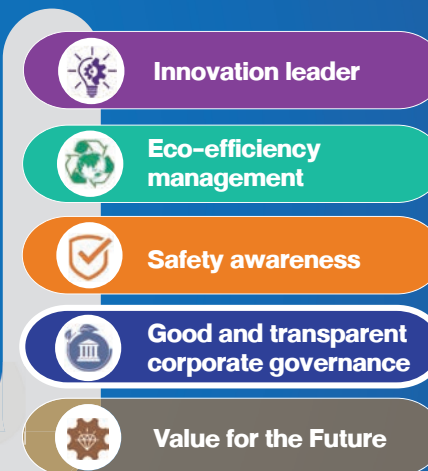 Innovation leader
Eco-efficiency
management
Safety awareness
Good and transparent
corporate governance
Value for the Future